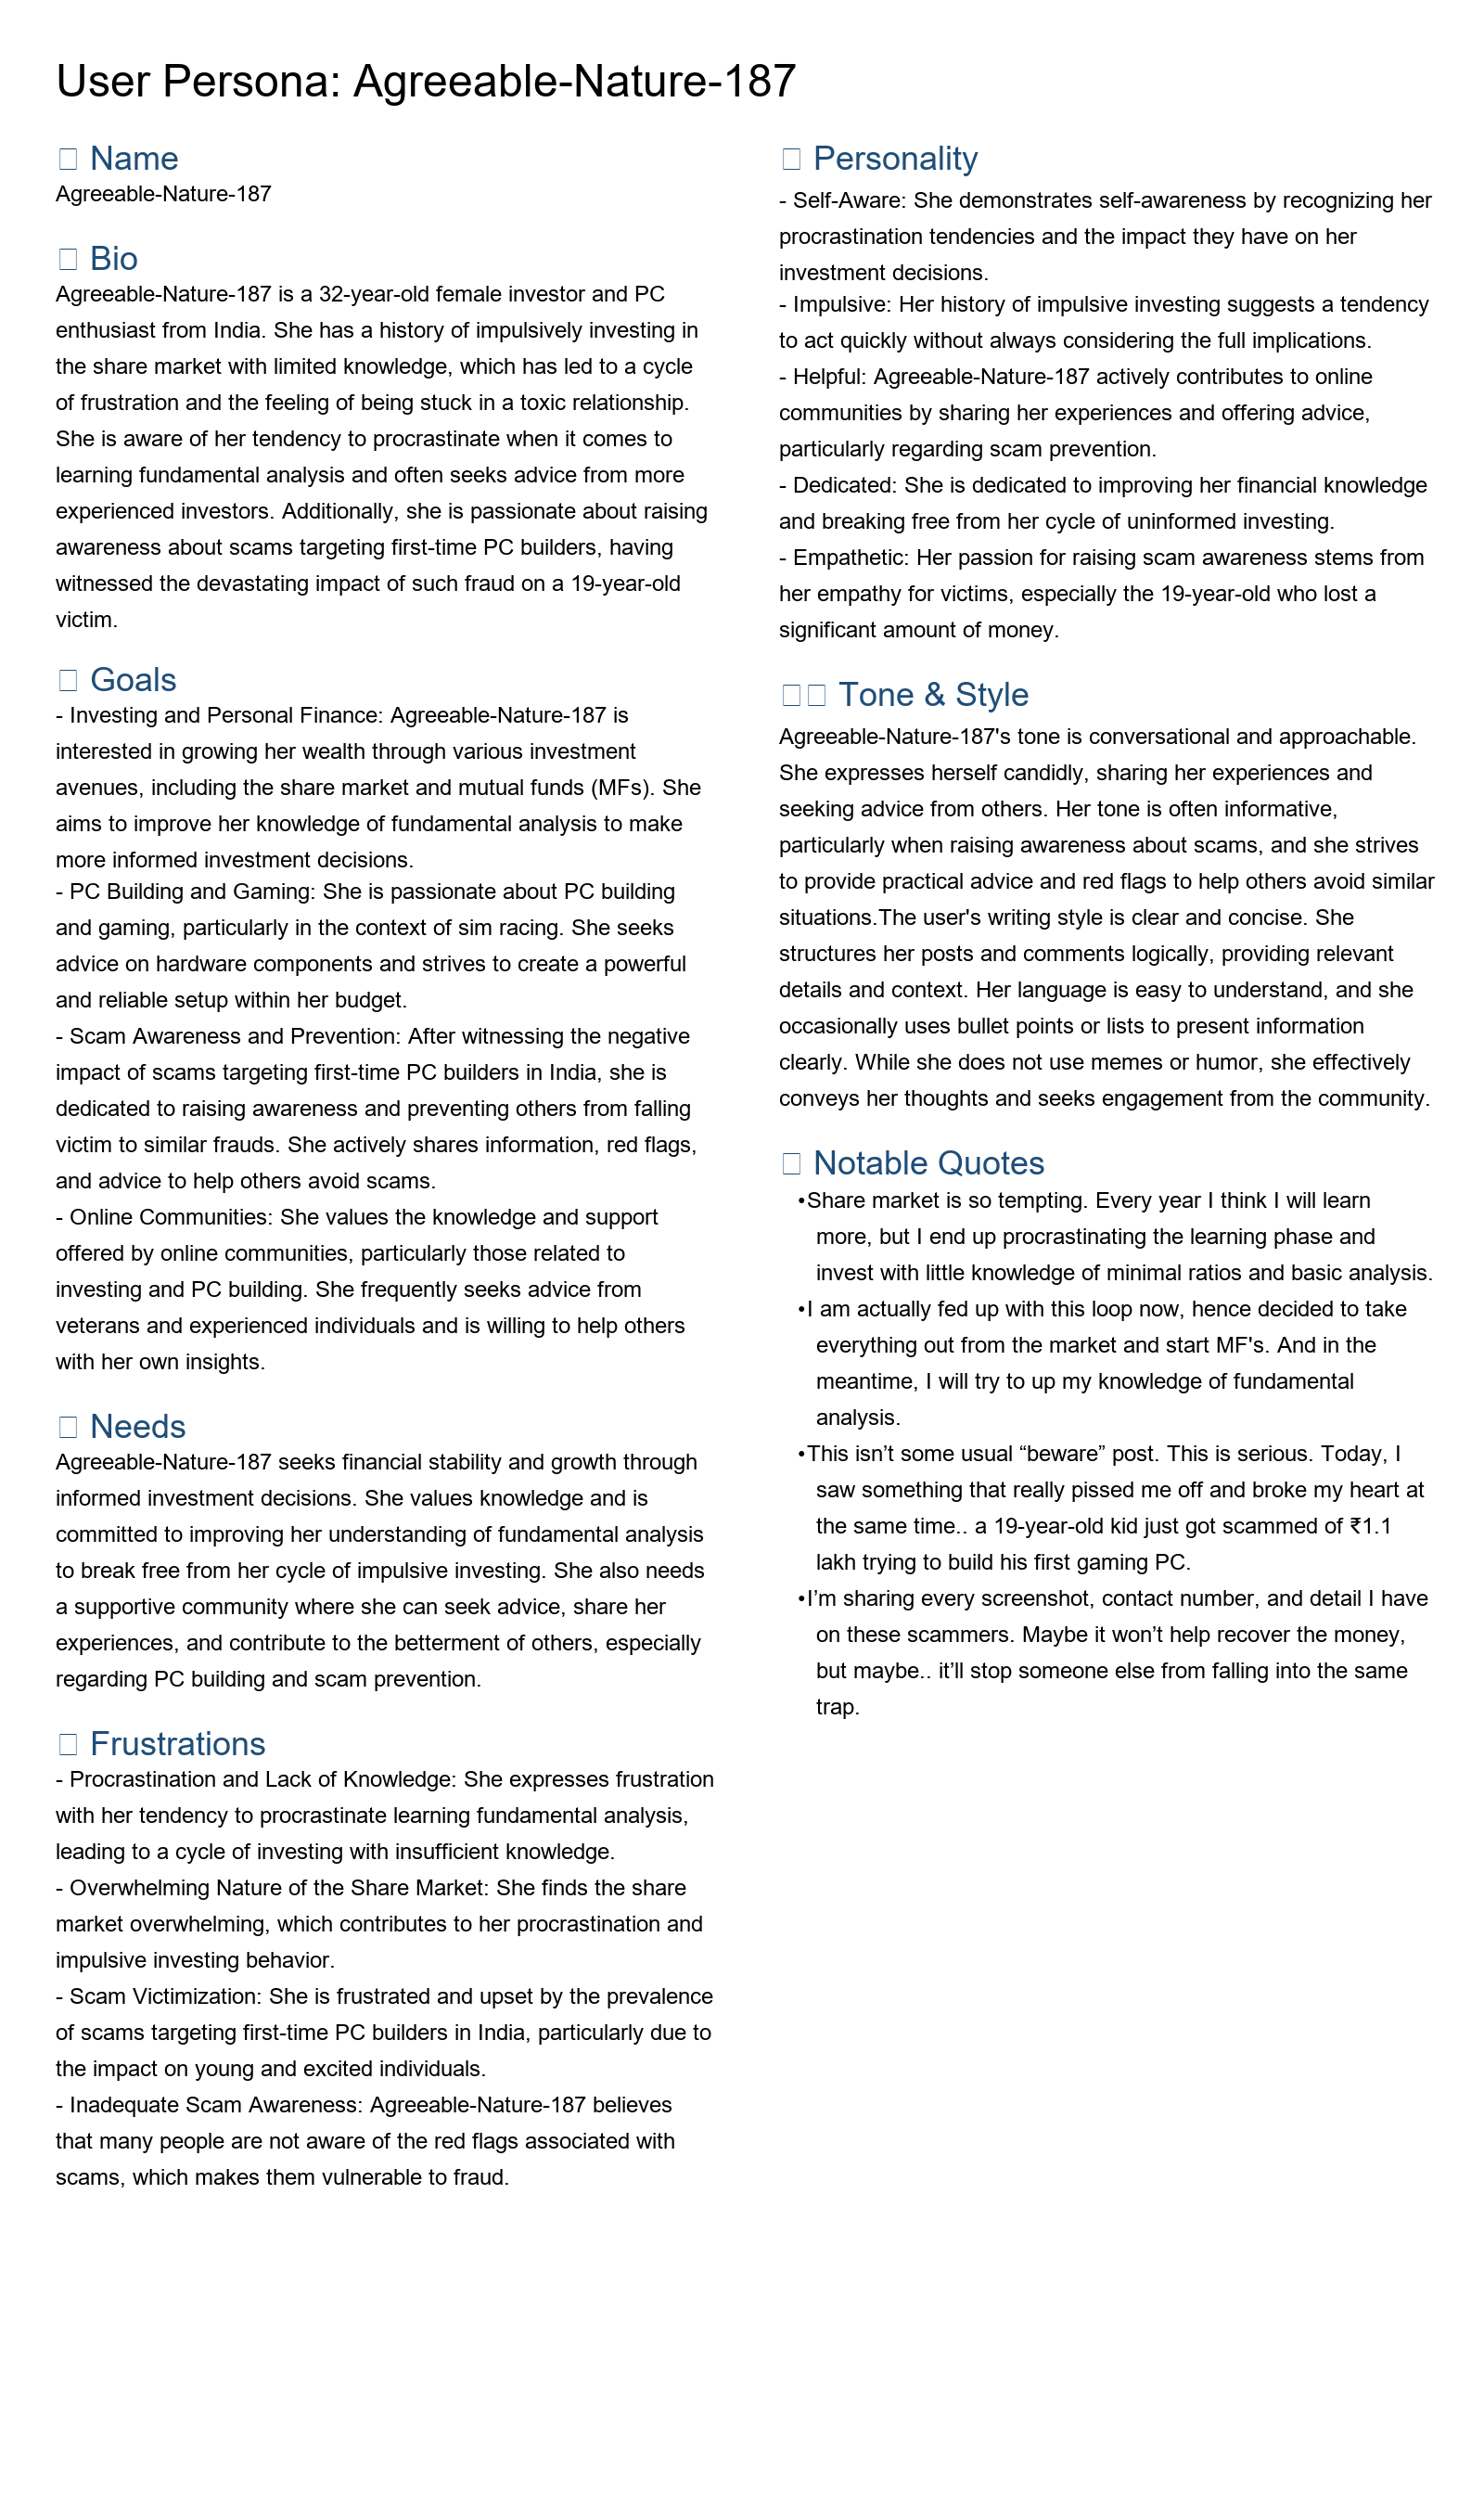 User Persona: Agreeable-Nature-187
Name
Agreeable-Nature-187
Bio
Agreeable-Nature-187 is a 32-year-old female investor and PC
enthusiast from India. She has a history of impulsively investing in
the share market with limited knowledge, which has led to a cycle
of frustration and the feeling of being stuck in a toxic relationship.
She is aware of her tendency to procrastinate when it comes to
learning fundamental analysis and often seeks advice from more
experienced investors. Additionally, she is passionate about raising
awareness about scams targeting first-time PC builders, having
witnessed the devastating impact of such fraud on a 19-year-old
victim.
Goals
- Investing and Personal Finance: Agreeable-Nature-187 is
interested in growing her wealth through various investment
avenues, including the share market and mutual funds (MFs). She
aims to improve her knowledge of fundamental analysis to make
more informed investment decisions.
- PC Building and Gaming: She is passionate about PC building
and gaming, particularly in the context of sim racing. She seeks
advice on hardware components and strives to create a powerful
and reliable setup within her budget.
- Scam Awareness and Prevention: After witnessing the negative
impact of scams targeting first-time PC builders in India, she is
dedicated to raising awareness and preventing others from falling
victim to similar frauds. She actively shares information, red flags,
and advice to help others avoid scams.
- Online Communities: She values the knowledge and support
offered by online communities, particularly those related to
investing and PC building. She frequently seeks advice from
veterans and experienced individuals and is willing to help others
with her own insights.
Needs
Agreeable-Nature-187 seeks financial stability and growth through
informed investment decisions. She values knowledge and is
committed to improving her understanding of fundamental analysis
to break free from her cycle of impulsive investing. She also needs
a supportive community where she can seek advice, share her
experiences, and contribute to the betterment of others, especially
regarding PC building and scam prevention.
Frustrations
- Procrastination and Lack of Knowledge: She expresses frustration
with her tendency to procrastinate learning fundamental analysis,
leading to a cycle of investing with insufficient knowledge.
- Overwhelming Nature of the Share Market: She finds the share
market overwhelming, which contributes to her procrastination and
impulsive investing behavior.
- Scam Victimization: She is frustrated and upset by the prevalence
of scams targeting first-time PC builders in India, particularly due to
the impact on young and excited individuals.
- Inadequate Scam Awareness: Agreeable-Nature-187 believes
that many people are not aware of the red flags associated with
scams, which makes them vulnerable to fraud.
Personality
- Self-Aware: She demonstrates self-awareness by recognizing her
procrastination tendencies and the impact they have on her
investment decisions.
- Impulsive: Her history of impulsive investing suggests a tendency
to act quickly without always considering the full implications.
- Helpful: Agreeable-Nature-187 actively contributes to online
communities by sharing her experiences and offering advice,
particularly regarding scam prevention.
- Dedicated: She is dedicated to improving her financial knowledge
and breaking free from her cycle of uninformed investing.
- Empathetic: Her passion for raising scam awareness stems from
her empathy for victims, especially the 19-year-old who lost a
significant amount of money.
Tone & Style
Agreeable-Nature-187's tone is conversational and approachable.
She expresses herself candidly, sharing her experiences and
seeking advice from others. Her tone is often informative,
particularly when raising awareness about scams, and she strives
to provide practical advice and red flags to help others avoid similar
situations.The user's writing style is clear and concise. She
structures her posts and comments logically, providing relevant
details and context. Her language is easy to understand, and she
occasionally uses bullet points or lists to present information
clearly. While she does not use memes or humor, she effectively
conveys her thoughts and seeks engagement from the community.
Notable Quotes
•Share market is so tempting. Every year I think I will learn
more, but I end up procrastinating the learning phase and
invest with little knowledge of minimal ratios and basic analysis.
•I am actually fed up with this loop now, hence decided to take
everything out from the market and start MF's. And in the
meantime, I will try to up my knowledge of fundamental
analysis.
•This isn’t some usual “beware” post. This is serious. Today, I
saw something that really pissed me off and broke my heart at
the same time.. a 19-year-old kid just got scammed of ₹1.1
lakh trying to build his first gaming PC.
•I’m sharing every screenshot, contact number, and detail I have
on these scammers. Maybe it won’t help recover the money,
but maybe.. it’ll stop someone else from falling into the same
trap.